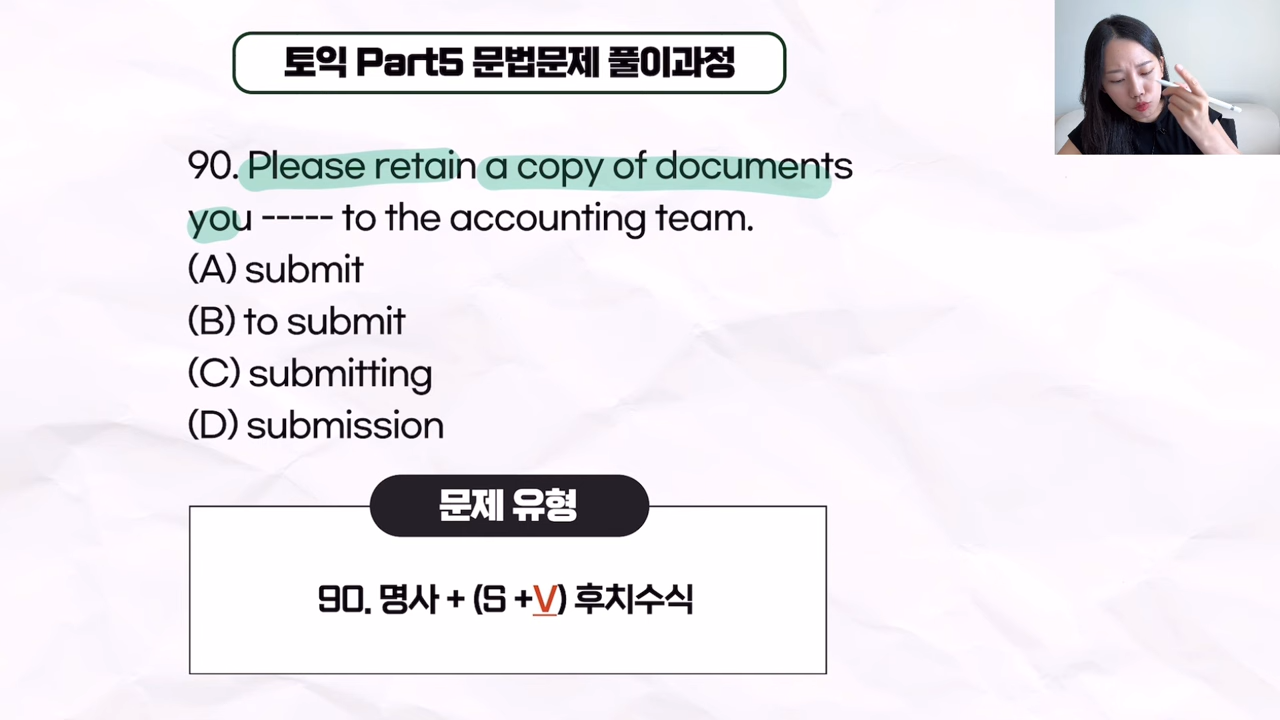 토익 Part5 문법문제 풀이과정
90. Please retain a copy of documents
you ----- to the accounting team.
(A) submit
(B) to submit
(C) submitting
(D) submission
문제 유형
90. 명사 + (S +V) 후치수식